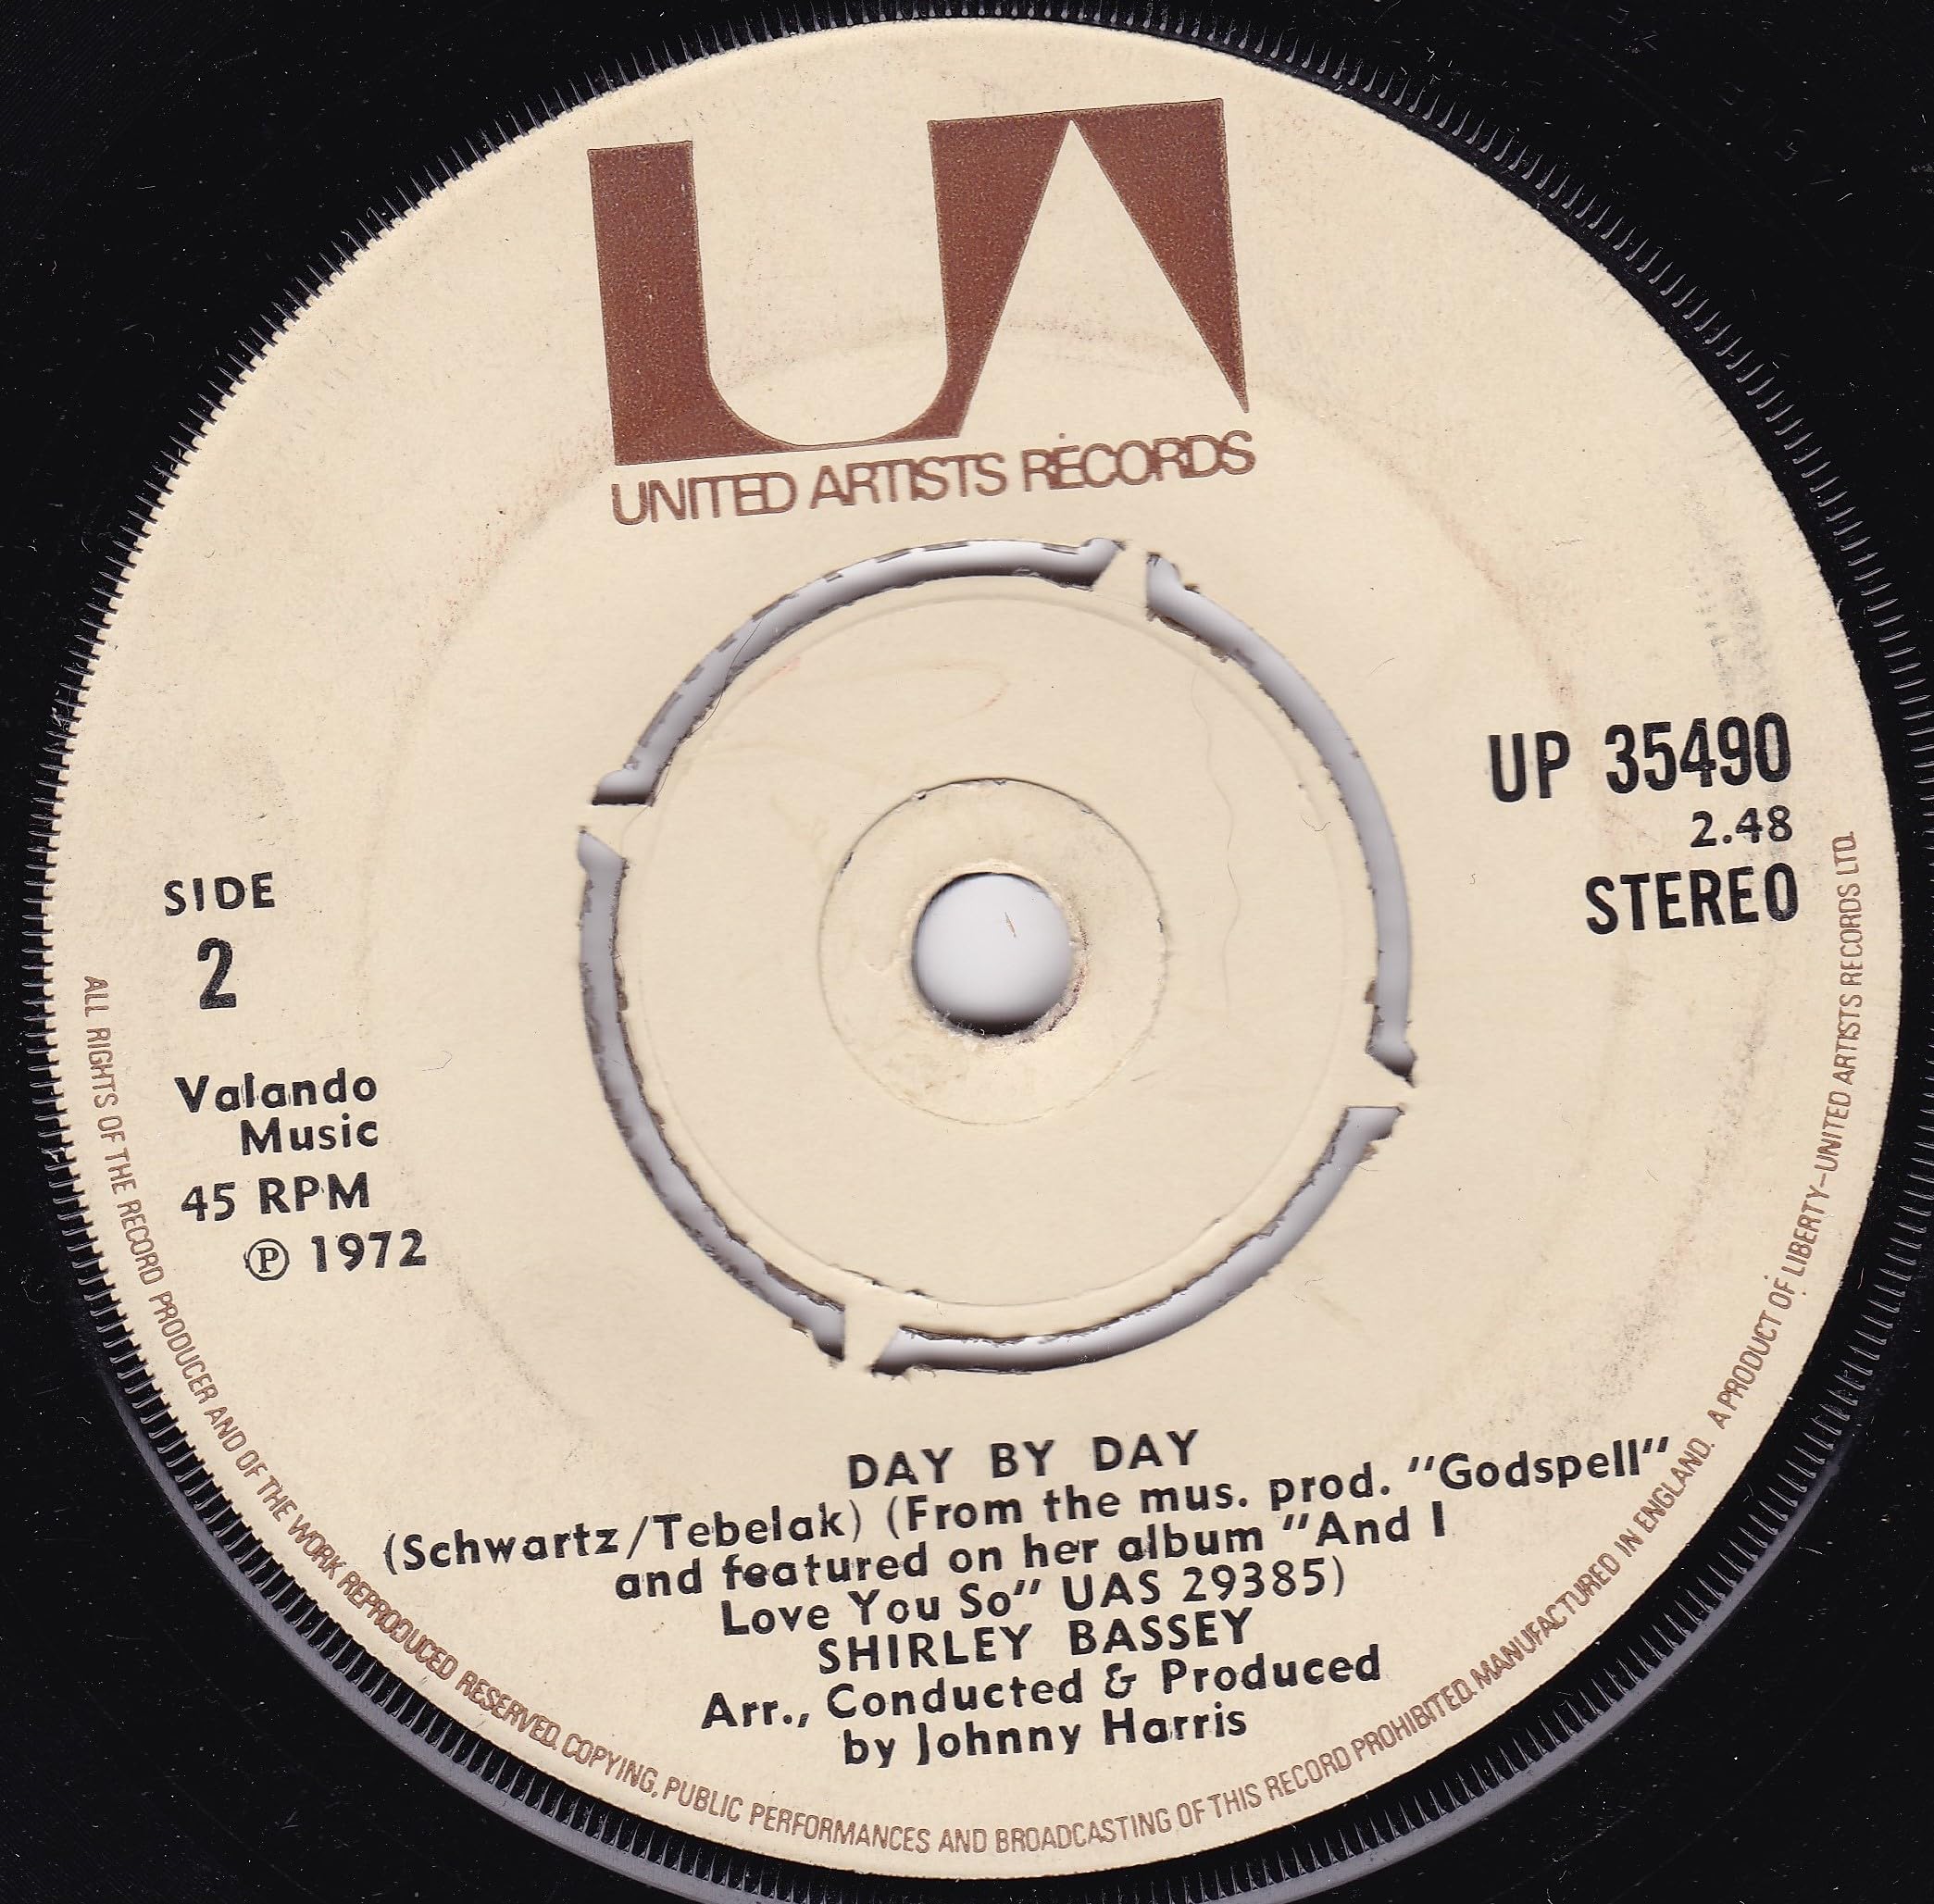 UA
UNITED ARTISTS RECORDS
UP 35490
2.48
STEREO
SIDE
2
Valando
Music
45 RPM
℗ 1972
DAY BY DAY
(Schwartz/Tebelak) (From the mus. prod. "Godspell"
and featured on her album "And I
Love You So" UAS 29385)
SHIRLEY BASSEY
Arr., Conducted & Produced
by Johnny Harris
ALL RIGHTS OF THE RECORD PRODUCER AND OF THE WORK REPRODUCED RESERVED. COPYING, PUBLIC PERFORMANCES AND BROADCASTING OF THIS RECORD PROHIBITED. MANUFACTURED IN ENGLAND. A PRODUCT OF LIBERTY-UNITED ARTISTS RECORDS LTD.